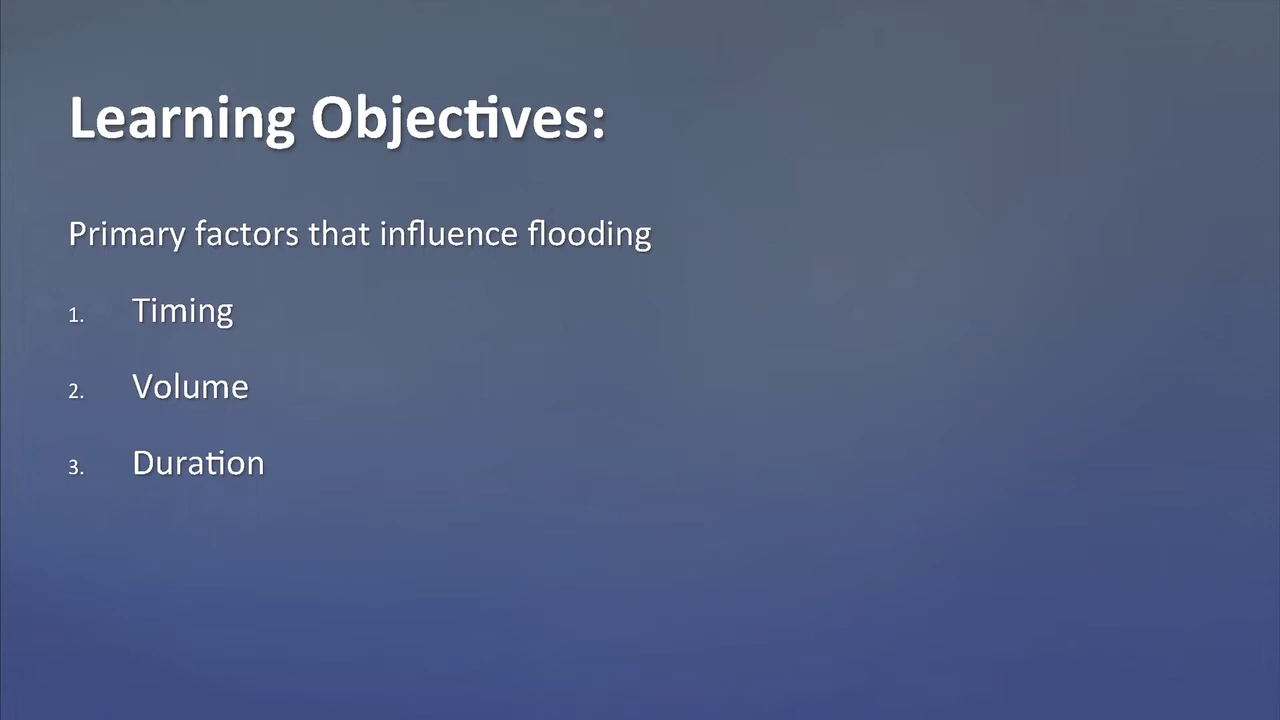 Learning Objectives:
Primary factors that influence flooding
1. Timing
2. Volume
3. Duration